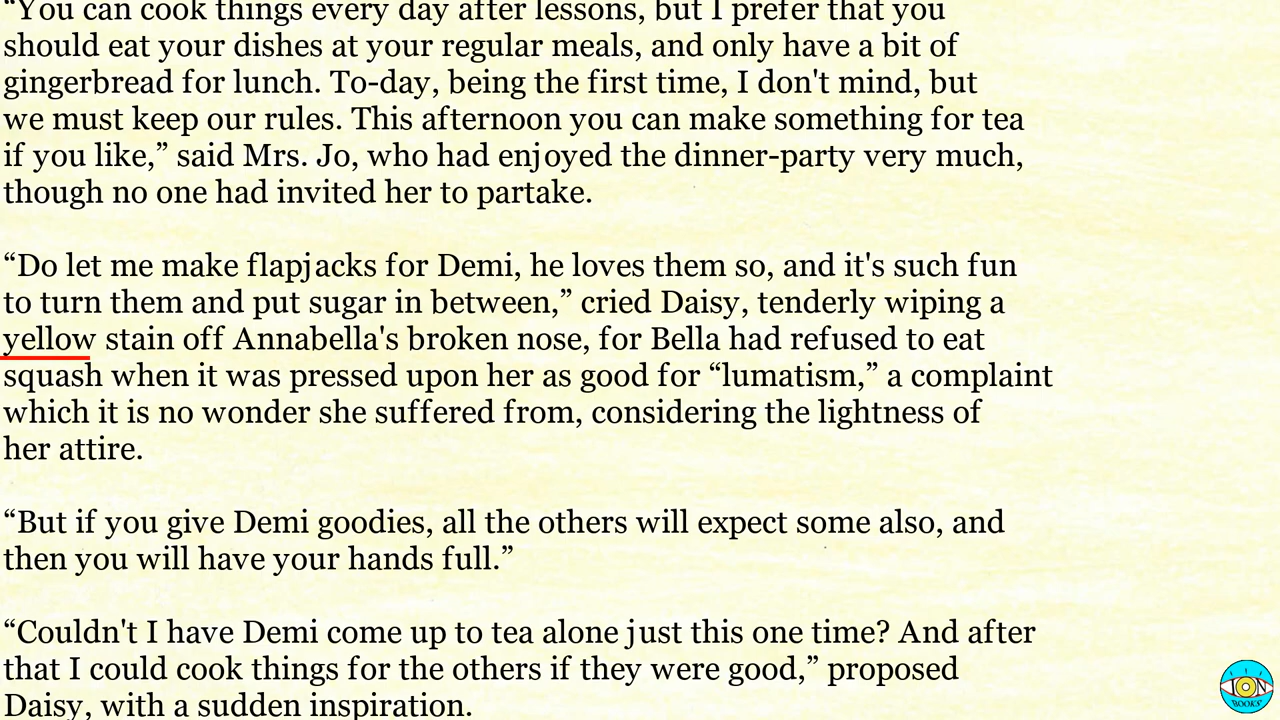 “You can cook things every day after lessons, but I prefer that you
should eat your dishes at your regular meals, and only have a bit of
gingerbread for lunch. To-day, being the first time, I don't mind, but
we must keep our rules. This afternoon you can make something for tea
if you like,” said Mrs. Jo, who had enjoyed the dinner-party very much,
though no one had invited her to partake.
“Do let me make flapjacks for Demi, he loves them so, and it's such fun
to turn them and put sugar in between,” cried Daisy, tenderly wiping a
yellow stain off Annabella's broken nose, for Bella had refused to eat
squash when it was pressed upon her as good for “lumatism,” a complaint
which it is no wonder she suffered from, considering the lightness of
her attire.
“But if you give Demi goodies, all the others will expect some also, and
then you will have your hands full.”
“Couldn't I have Demi come up to tea alone just this one time? And after
that I could cook things for the others if they were good,” proposed
Daisy, with a sudden inspiration.
ION
BOOKS